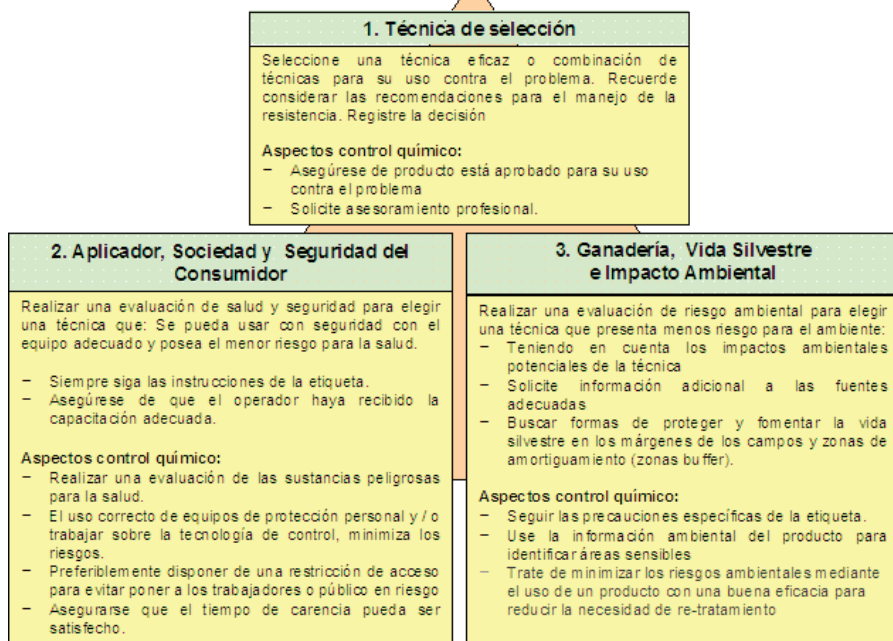 1. Técnica de selección
Seleccione una técnica eficaz o combinación de
técnicas para su uso contra el problema. Recuerde
considerar las recomendaciones para el manejo de la
resistencia. Registre la decisión
Aspectos control químico:
– Asegúrese de producto está aprobado para su uso
contra el problema
– Solicite asesoramiento profesional.
2. Aplicador, Sociedad y Seguridad del
Consumidor
Realizar una evaluación de salud y seguridad para elegir
una técnica que: Se pueda usar con seguridad con el
equipo adecuado y posea el menor riesgo para la salud.
– Siempre siga las instrucciones de la etiqueta.
– Asegúrese de que el operador haya recibido la
capacitación adecuada.
Aspectos control químico:
– Realizar una evaluación de las sustancias peligrosas
para la salud.
– El uso correcto de equipos de protección personal y / o
trabajar sobre la tecnología de control, minimiza los
riesgos.
– Preferiblemente disponer de una restricción de acceso
para evitar poner a los trabajadores o público en riesgo
– Asegurarse que el tiempo de carencia pueda ser
satisfecho.
3. Ganadería, Vida Silvestre
e Impacto Ambiental
Realizar una evaluación de riesgo ambiental para elegir
una técnica que presenta menos riesgo para el ambiente:
– Teniendo en cuenta los impactos ambientales
potenciales de la técnica
– Solicite información adicional a las fuentes
adecuadas
– Buscar formas de proteger y fomentar la vida
silvestre en los márgenes de los campos y zonas de
amortiguamiento (zonas buffer).
Aspectos control químico:
– Seguir las precauciones específicas de la etiqueta.
– Use la información ambiental del producto para
identificar áreas sensibles
– Trate de minimizar los riesgos ambientales mediante
el uso de un producto con una buena eficacia para
reducir la necesidad de re-tratamiento